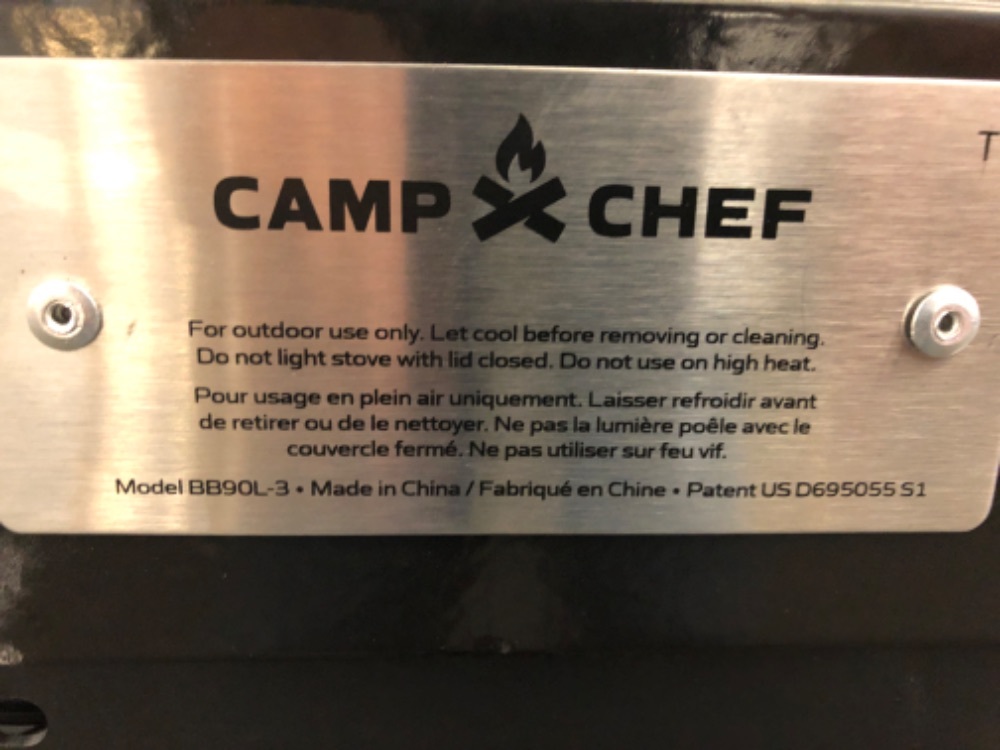 CAMP CHEF
T
For outdoor use only. Let cool before removing or cleaning.
Do not light stove with lid closed. Do not use on high heat.
Pour usage en plein air uniquement. Laisser refroidir avant
de retirer ou de le nettoyer. Ne pas la lumière poêle avec le
couvercle fermé. Ne pas utiliser sur feu vif.
Model BB90L-3 • Made in China / Fabriqué en Chine • Patent US D695055 S1